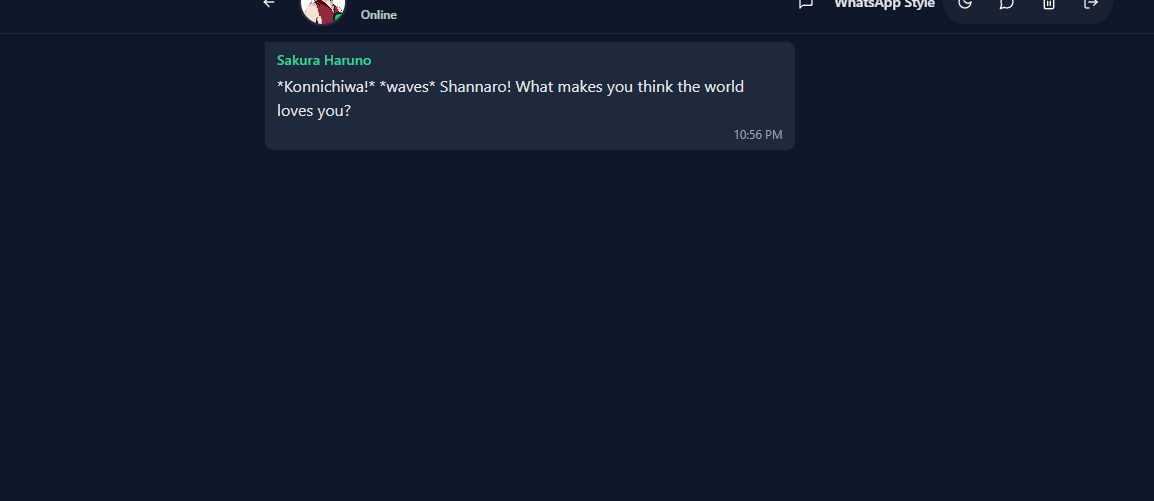 WhatsApp Style
Online
Sakura Haruno
*Konnichiwa!* *waves* Shannaro! What makes you think the world
loves you?
10:56 PM